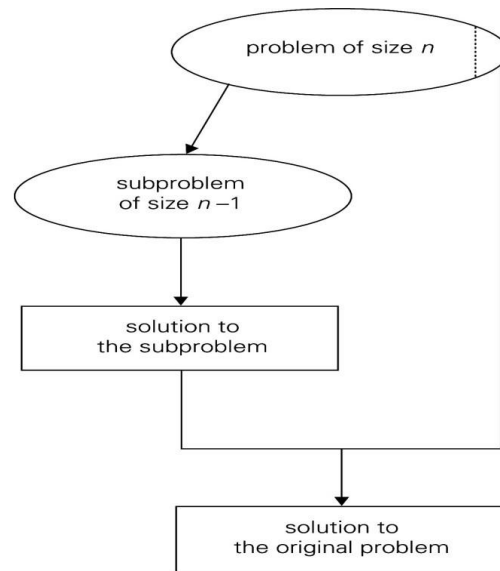 problem of size n
subproblem
of size n–1
solution to
the subproblem
solution to
the original problem